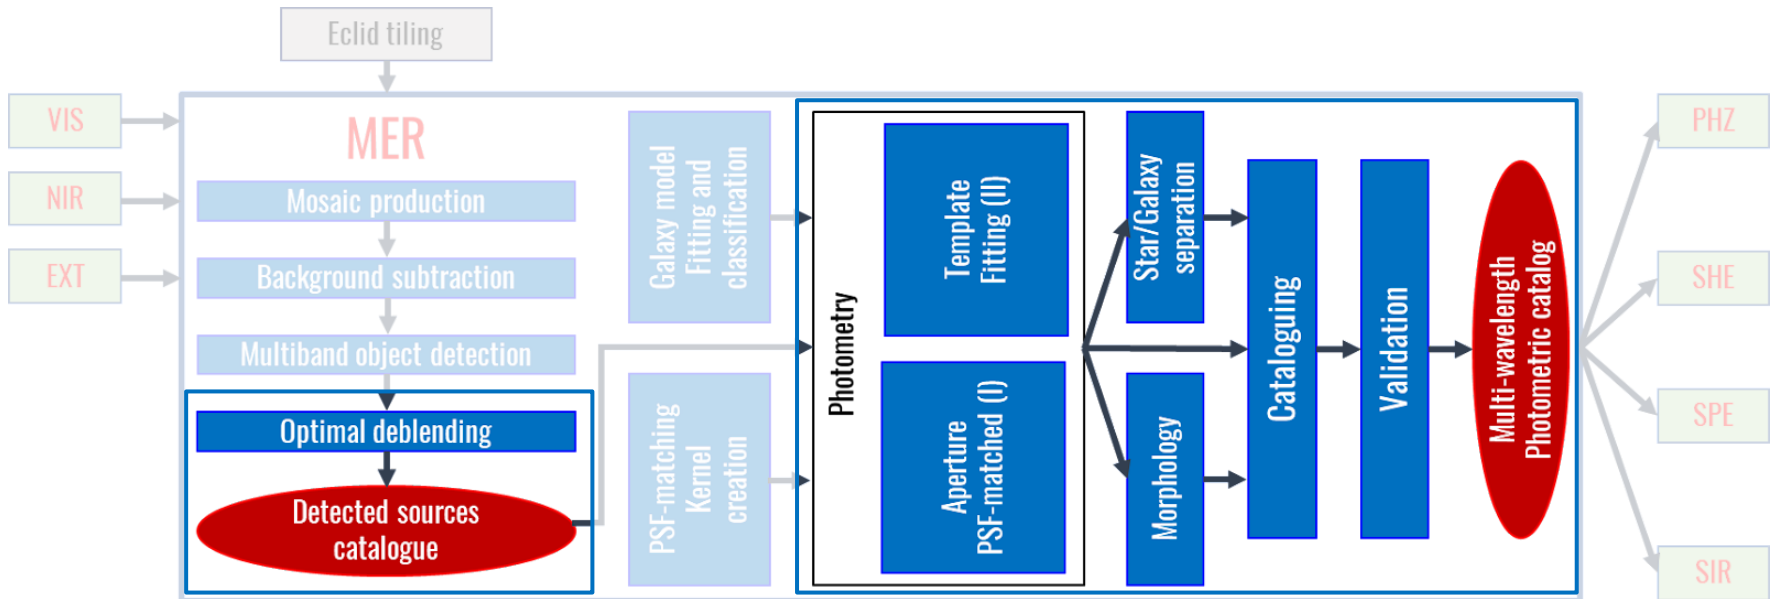 Eclid tiling
VIS
NIR
EXT
MER
Mosaic production
Background subtraction
Multiband object detection
Optimal deblending
Detected sources
catalogue
Galaxy model
Fitting and
classification
PSF-matching
Kernel
creation
Photometry
Template
Fitting (II)
Aperture
PSF-matched (I)
Star/Galaxy
separation
Morphology
Cataloguing
Validation
Multi-wavelength
Photometric catalog
PHZ
SHE
SPE
SIR